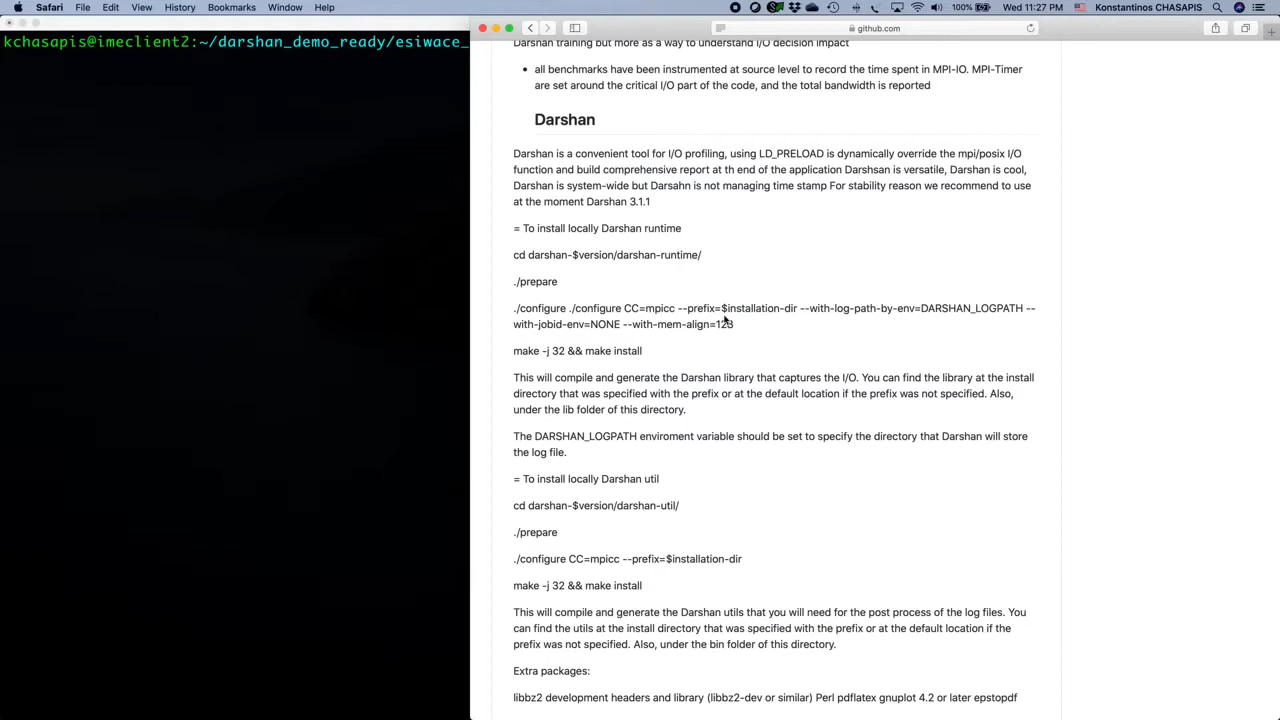 Safari File Edit View History Bookmarks Window Help 100% Wed 11:27 PM Konstantinos CHASAPIS
kchasapis@imeclient2:~/darshan_demo_ready/esiwace_
github.com
Darshan training but more as a way to understand I/O decision impact
• all benchmarks have been instrumented at source level to record the time spent in MPI-IO. MPI-Timer
are set around the critical I/O part of the code, and the total bandwidth is reported
Darshan
Darshan is a convenient tool for I/O profiling, using LD_PRELOAD is dynamically override the mpi/posix I/O
function and build comprehensive report at th end of the application Darshsan is versatile, Darshan is cool,
Darshan is system-wide but Darsahn is not managing time stamp For stability reason we recommend to use
at the moment Darshan 3.1.1
= To install locally Darshan runtime
cd darshan-$version/darshan-runtime/
./prepare
./configure ./configure CC=mpicc --prefix=$installation-dir --with-log-path-by-env=DARSHAN_LOGPATH --
with-jobid-env=NONE --with-mem-align=128
make -j 32 && make install
This will compile and generate the Darshan library that captures the I/O. You can find the library at the install
directory that was specified with the prefix or at the default location if the prefix was not specified. Also,
under the lib folder of this directory.
The DARSHAN_LOGPATH enviroment variable should be set to specify the directory that Darshan will store
the log file.
= To install locally Darshan util
cd darshan-$version/darshan-util/
./prepare
./configure CC=mpicc --prefix=$installation-dir
make -j 32 && make install
This will compile and generate the Darshan utils that you will need for the post process of the log files. You
can find the utils at the install directory that was specified with the prefix or at the default location if the
prefix was not specified. Also, under the bin folder of this directory.
Extra packages:
libbz2 development headers and library (libbz2-dev or similar) Perl pdflatex gnuplot 4.2 or later epstopdf